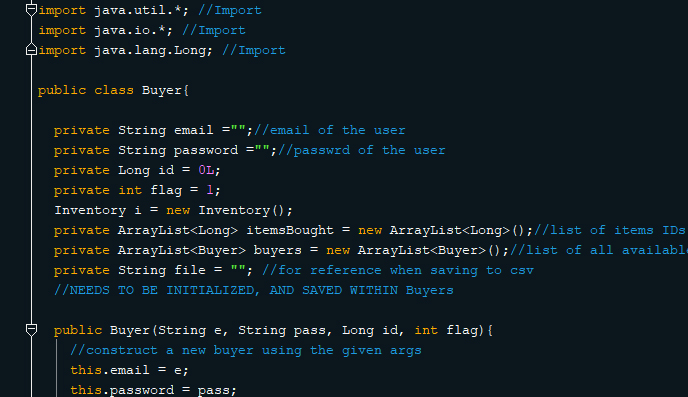 import java.util.*; //Import
import java.io.*; //Import
import java.lang.Long; //Import
public class Buyer{
private String email ="";//email of the user
private String password ="";//passwrd of the user
private Long id = 0L;
private int flag = 1;
Inventory i = new Inventory();
private ArrayList<Long> itemsBought = new ArrayList<Long>();//list of items IDs
private ArrayList<Buyer> buyers = new ArrayList<Buyer>();//list of all available
private String file = ""; //for reference when saving to csv
//NEEDS TO BE INITIALIZED, AND SAVED WITHIN Buyers
public Buyer(String e, String pass, Long id, int flag){
//construct a new buyer using the given args
this.email = e;
this.password = pass;